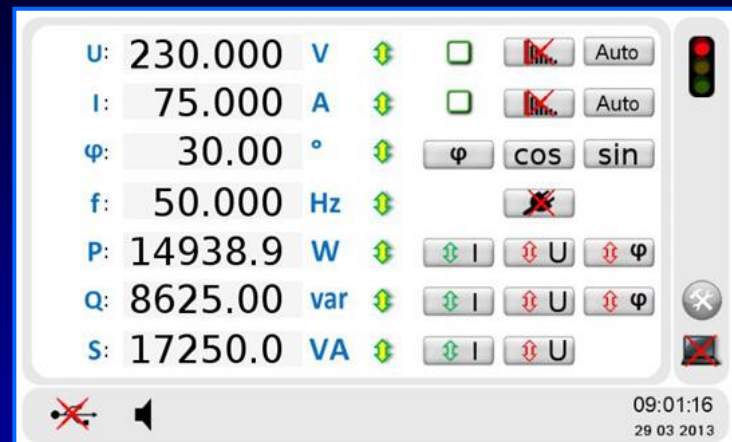 U: 230.000 V Auto
I: 75.000 A Auto
φ: 30.00 ° φ cos sin
f: 50.000 Hz
P: 14938.9 W I U φ
Q: 8625.00 var I U φ
S: 17250.0 VA I U
09:01:16
29 03 2013